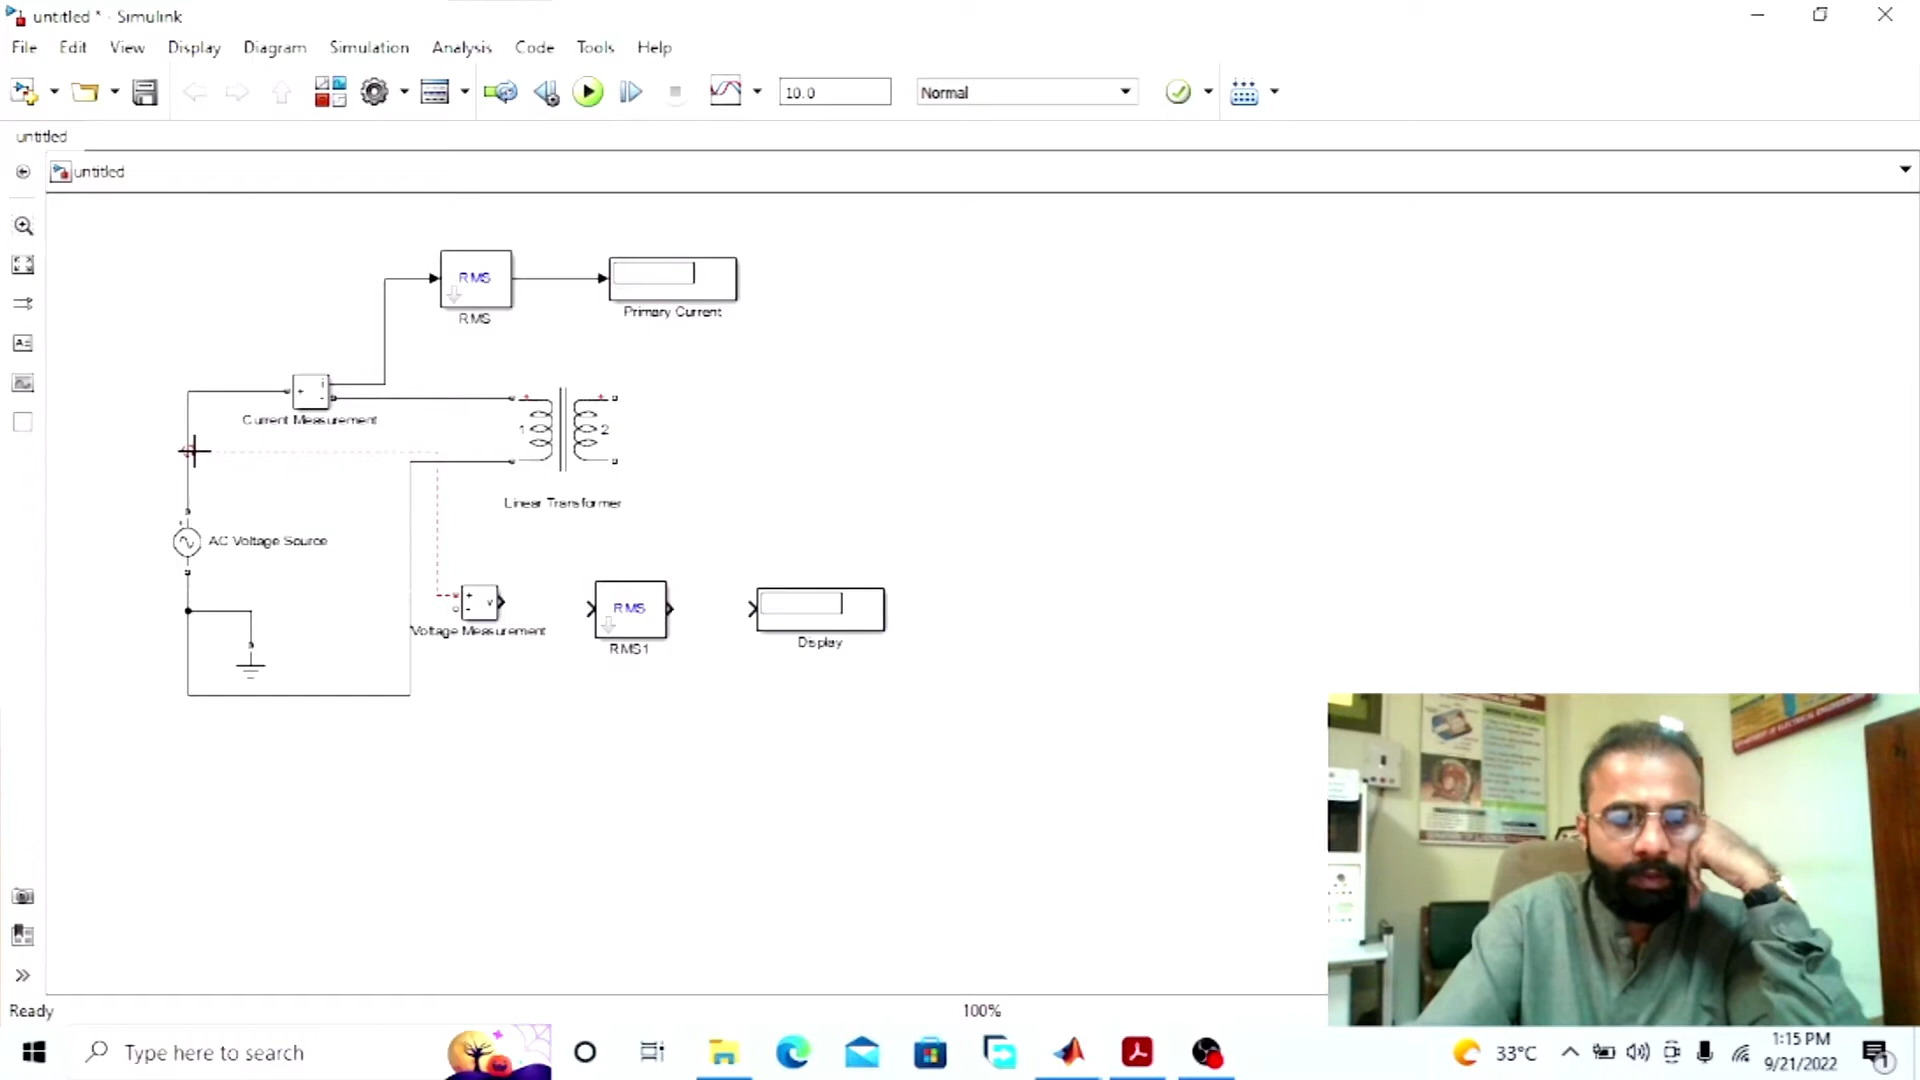 untitled * - Simulink
File Edit View Display Diagram Simulation Analysis Code Tools Help
10.0 Normal
untitled
untitled
RMS
RMS
Primary Current
i
+
-
Current Measurement
+ +
1 2
Linear Transformer
AC Voltage Source
+
-
v
Voltage Measurement
RMS
RMS1
Display
Ready 100%
Type here to search
33°C
1:15 PM
9/21/2022
1